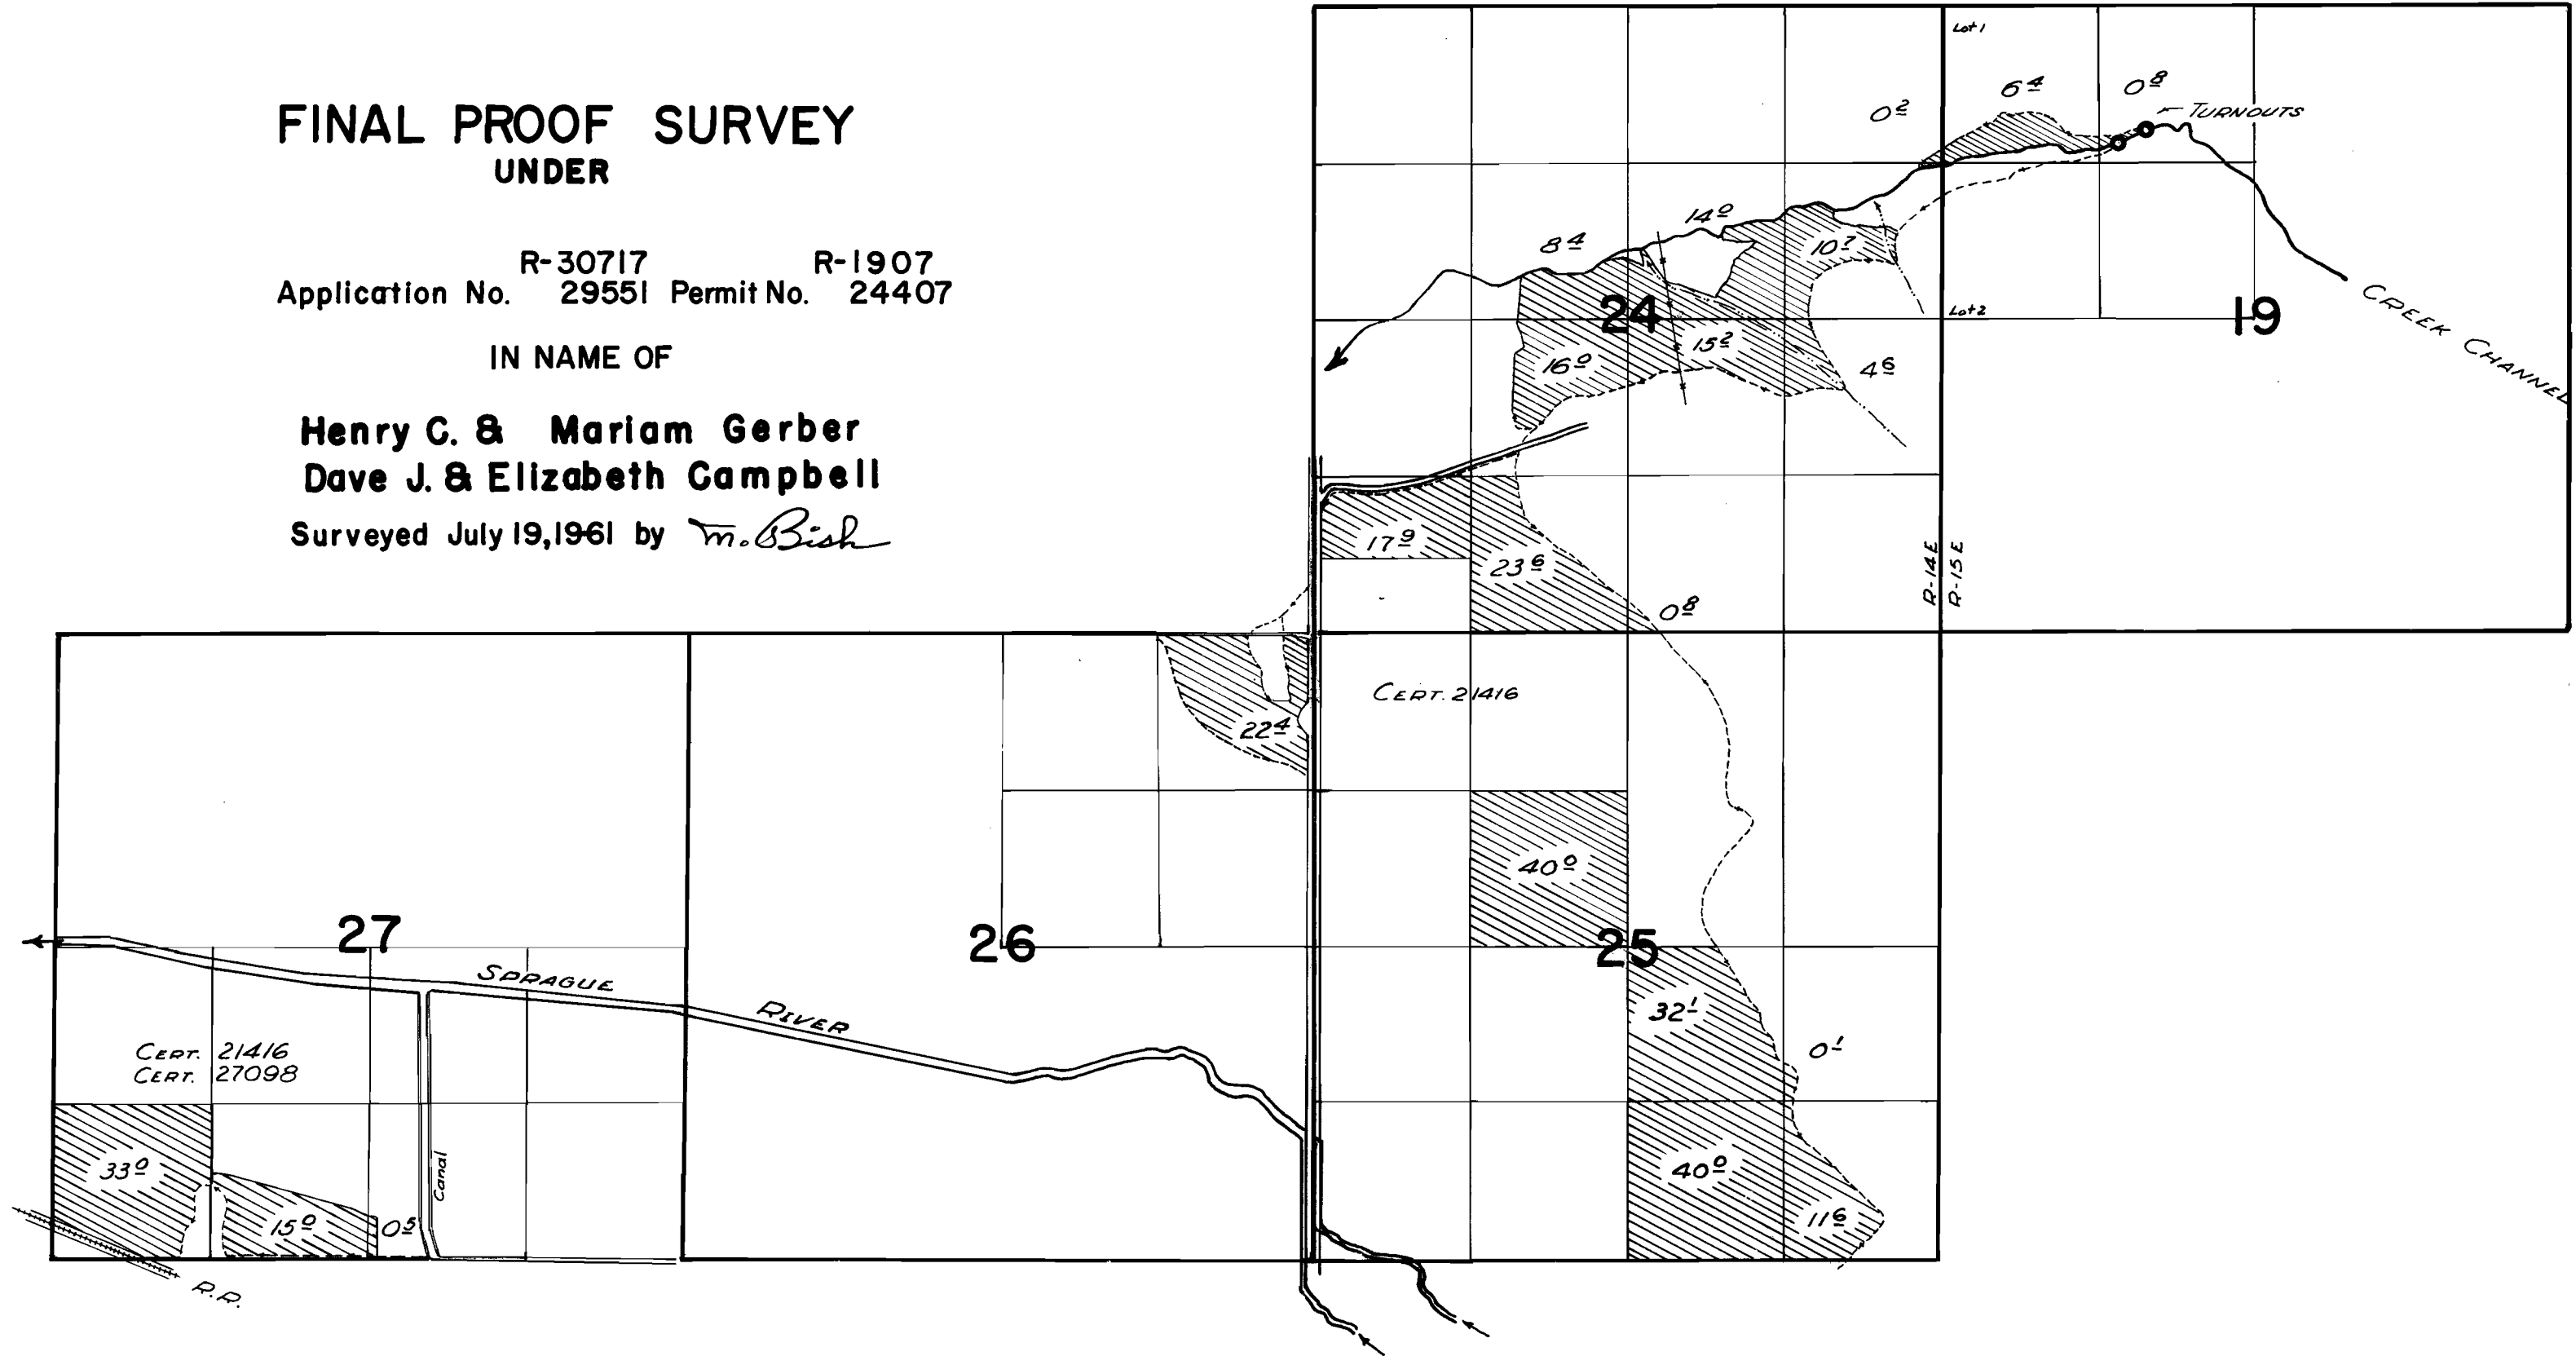 FINAL PROOF SURVEY
UNDER
R-30717 R-1907
Application No. 29551 Permit No. 24407
IN NAME OF
Henry C. & Mariam Gerber
Dave J. & Elizabeth Campbell
Surveyed July 19, 1961 by M. Bish
Lot 1
0 2
6 4
0 8
TURNOUTS
8 4
14 0
10 7
24
Lot 2
19
CREEK CHANNEL
16 0
15 2
4 6
17 9
23 6
0 8
R-14E
R-15E
22 4
CERT. 21416
40 0
27
26
25
SPRAGUE
RIVER
32 1
0 1
CERT. 21416
CERT. 27098
Canal
33 0
15 0
0 5
40 0
11 6
R.R.